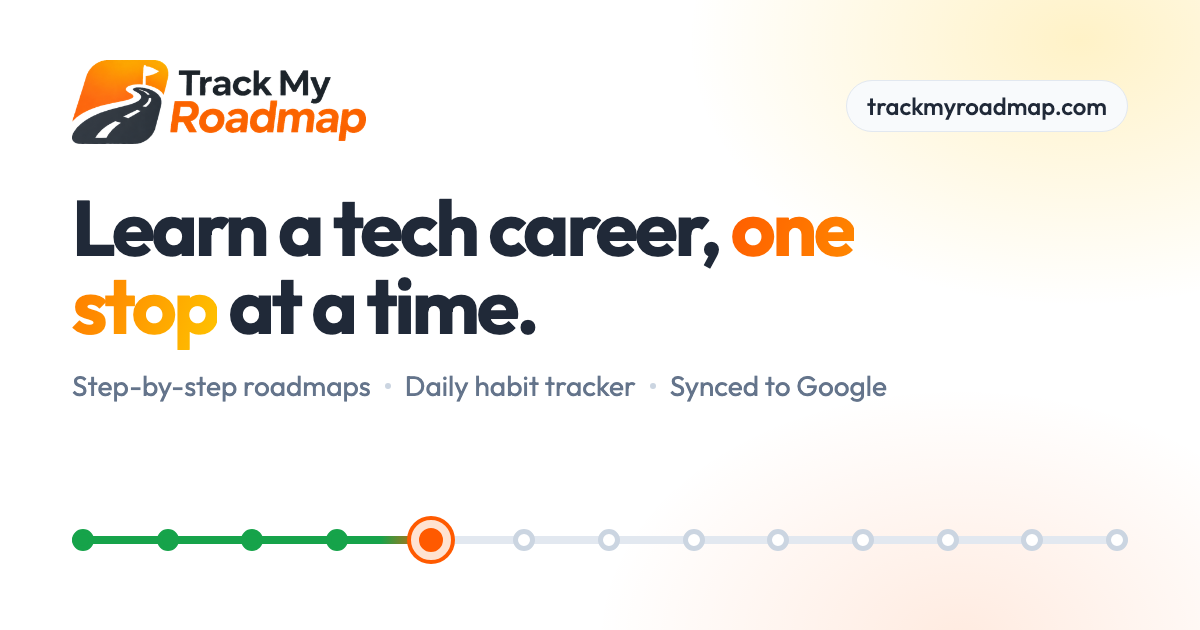 Track My
Roadmap
trackmyroadmap.com
Learn a tech career, one
stop at a time.
Step-by-step roadmaps • Daily habit tracker • Synced to Google